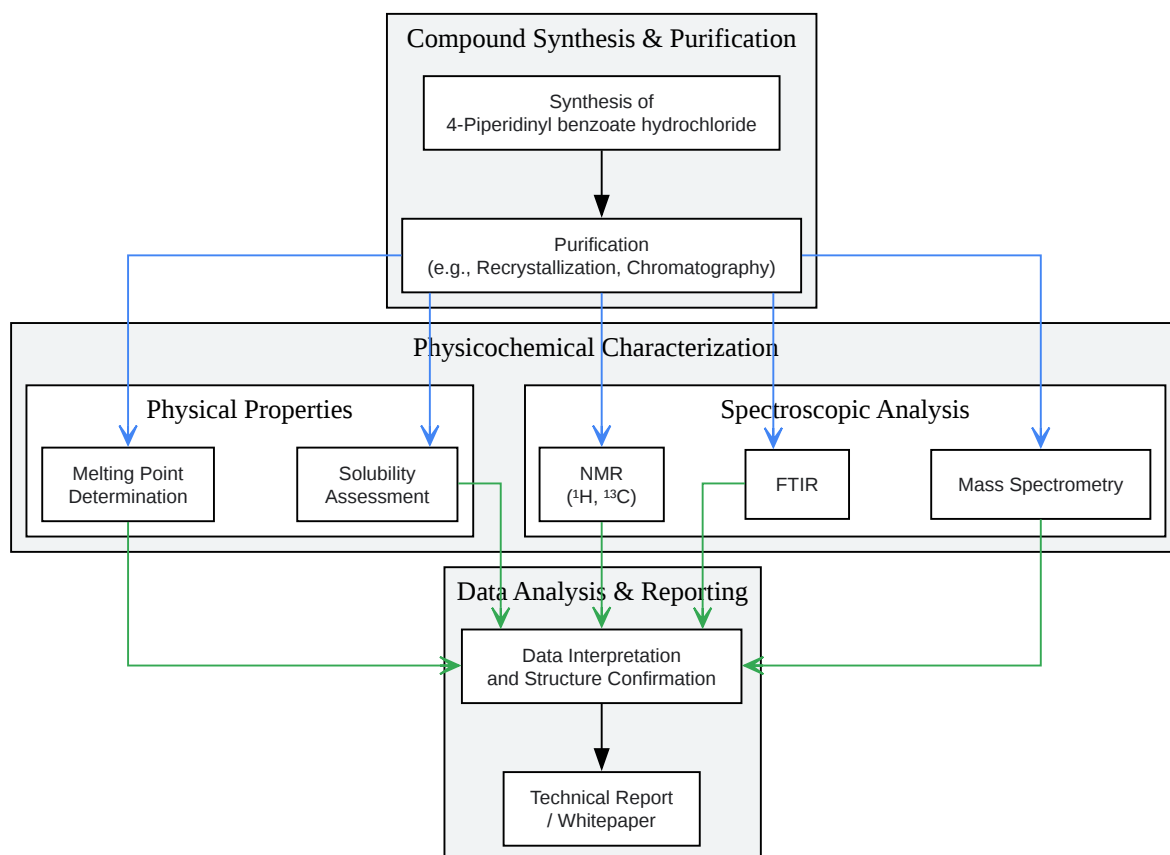 Compound Synthesis & Purification
Synthesis of
4-Piperidinyl benzoate hydrochloride
Purification
(e.g., Recrystallization, Chromatography)
Physicochemical Characterization
Physical Properties
Spectroscopic Analysis
Melting Point
Determination
Solubility
Assessment
NMR
(¹H, ¹³C)
FTIR
Mass Spectrometry
Data Analysis & Reporting
Data Interpretation
and Structure Confirmation
Technical Report
/ Whitepaper